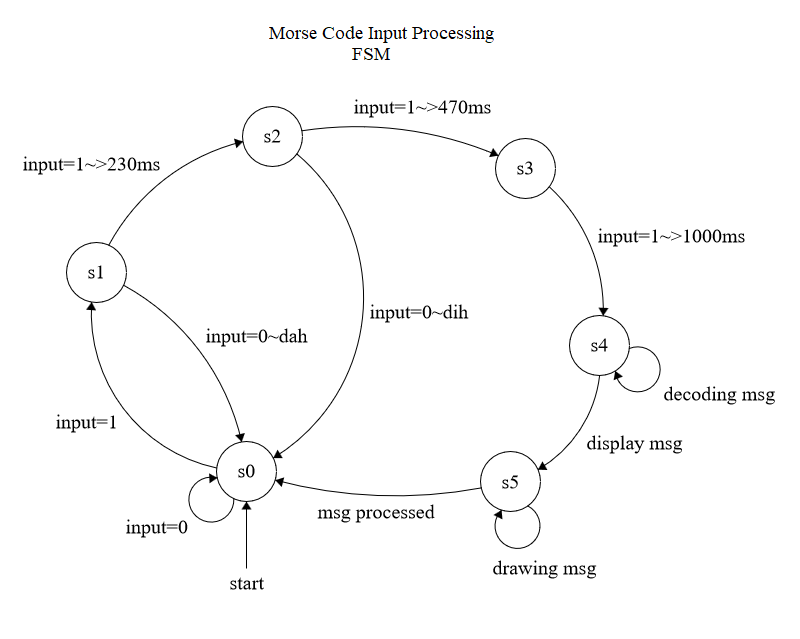 Morse Code Input Processing
FSM
input=1~>470ms
s2
input=1~>230ms
s3
input=1~>1000ms
s1
input=0~dih
input=0~dah
s4
decoding msg
input=1
display msg
s0
s5
msg processed
input=0
drawing msg
start